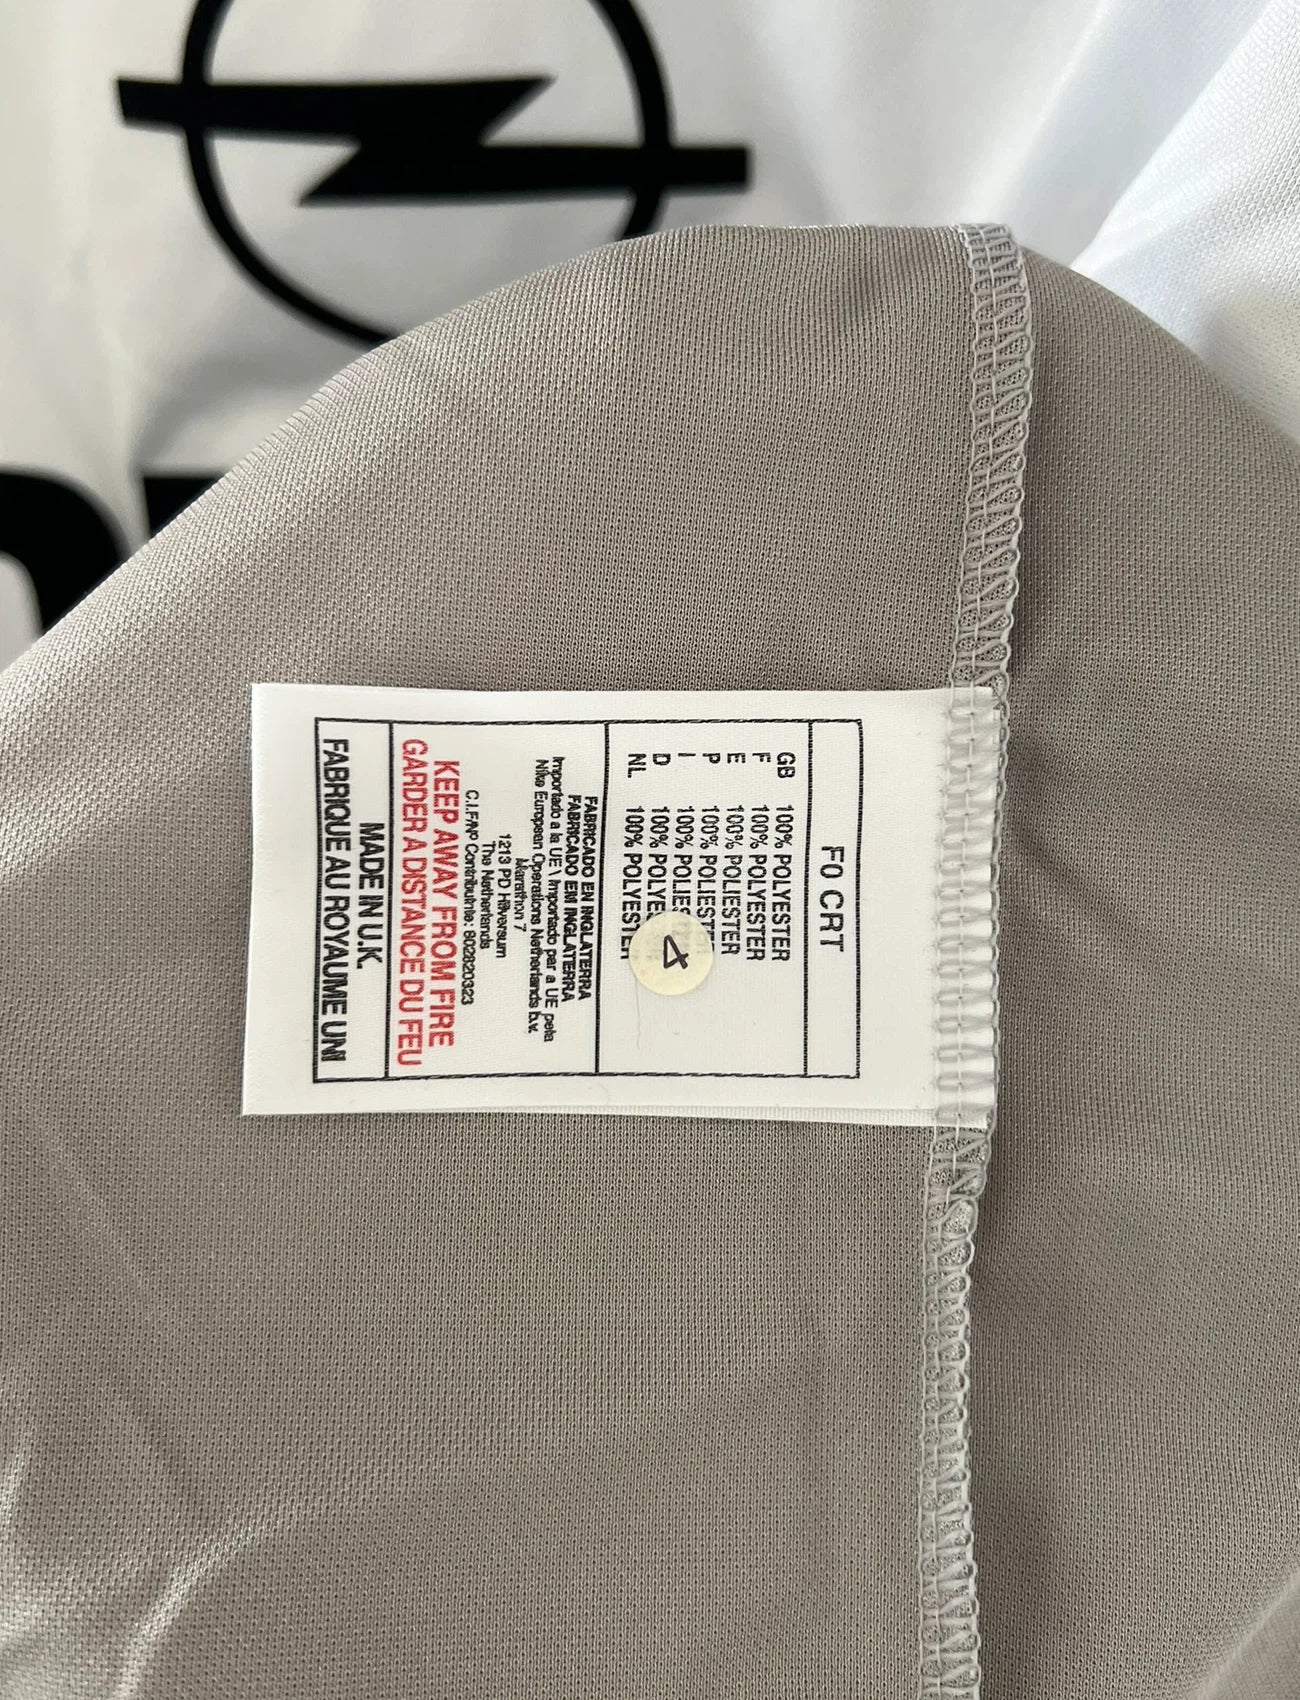 F0 CRT
GB 100% POLYESTER
F 100% POLYESTER
E 100% POLIESTER
P 100% POLIESTER
I 100% POLIES
D 100% POLYES
NL 100% POLYESTER
4
FABRICADO EN INGLATERRA
FABRICADO EM INGLATERRA
Importado a la UE\ Importado par a UE pela
Nike European Operations Netherlands b.v.
Marathon 7
1213 PD Hilversum
The Netherlands
C.I.F/Nº Contribuinte: 802820323
KEEP AWAY FROM FIRE
GARDER A DISTANCE DU FEU
MADE IN U.K.
FABRIQUE AU ROYAUME UNI